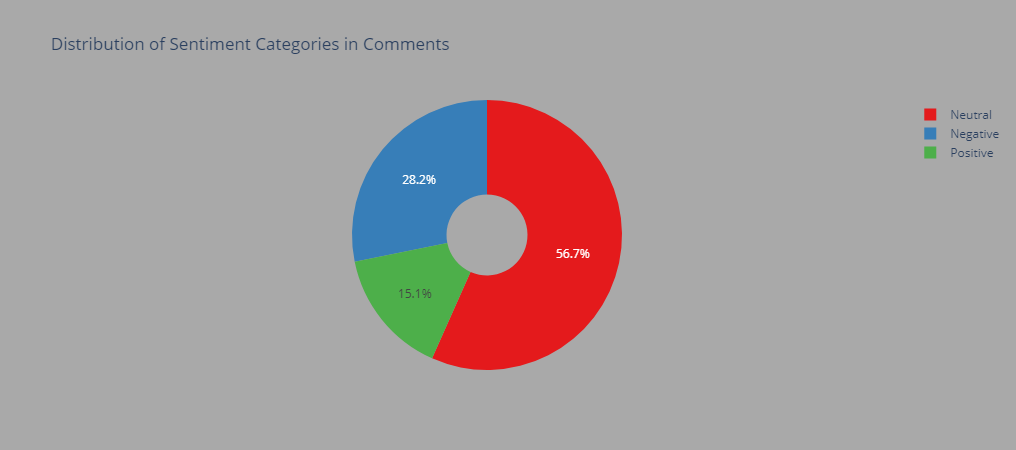 Distribution of Sentiment Categories in Comments
Neutral
Negative
Positive
28.2%
56.7%
15.1%